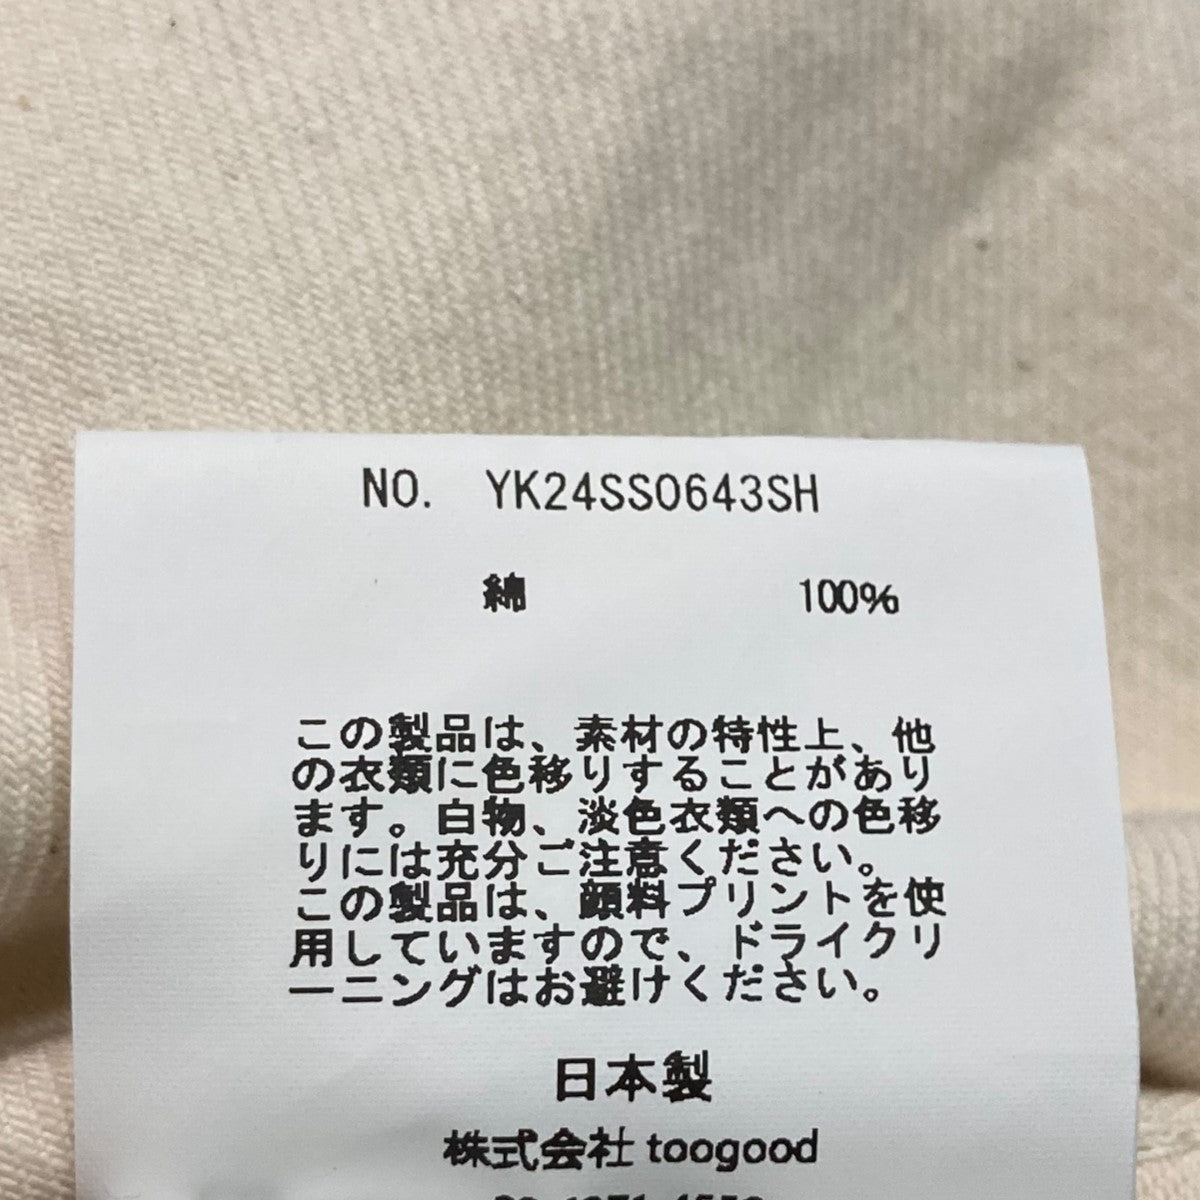 NO. YK24SS0643SH
綿 100%
この製品は、素材の特性上、他
の衣類に色移りすることがあり
ます。白物、淡色衣類への色移
りには充分ご注意ください。
この製品は、顔料プリントを使
用していますので、ドライクリ
ーニングはお避けください。
日本製
株式会社 toogood